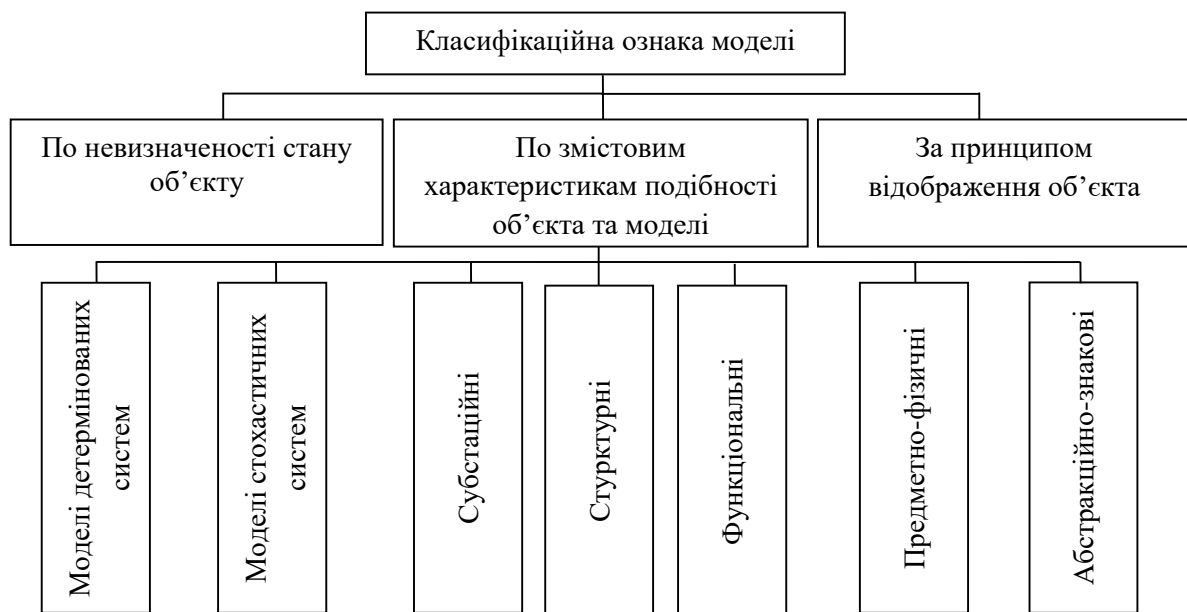 Класифікаційна ознака моделі
По невизначеності стану
об’єкту
По змістовим
характеристикам подібності
об’єкта та моделі
За принципом
відображення об’єкта
Моделі детермінованих
систем
Моделі стохастичних
систем
Субстаційні
Стурктурні
Функціональні
Предметно-фізичні
Абстракційно-знакові